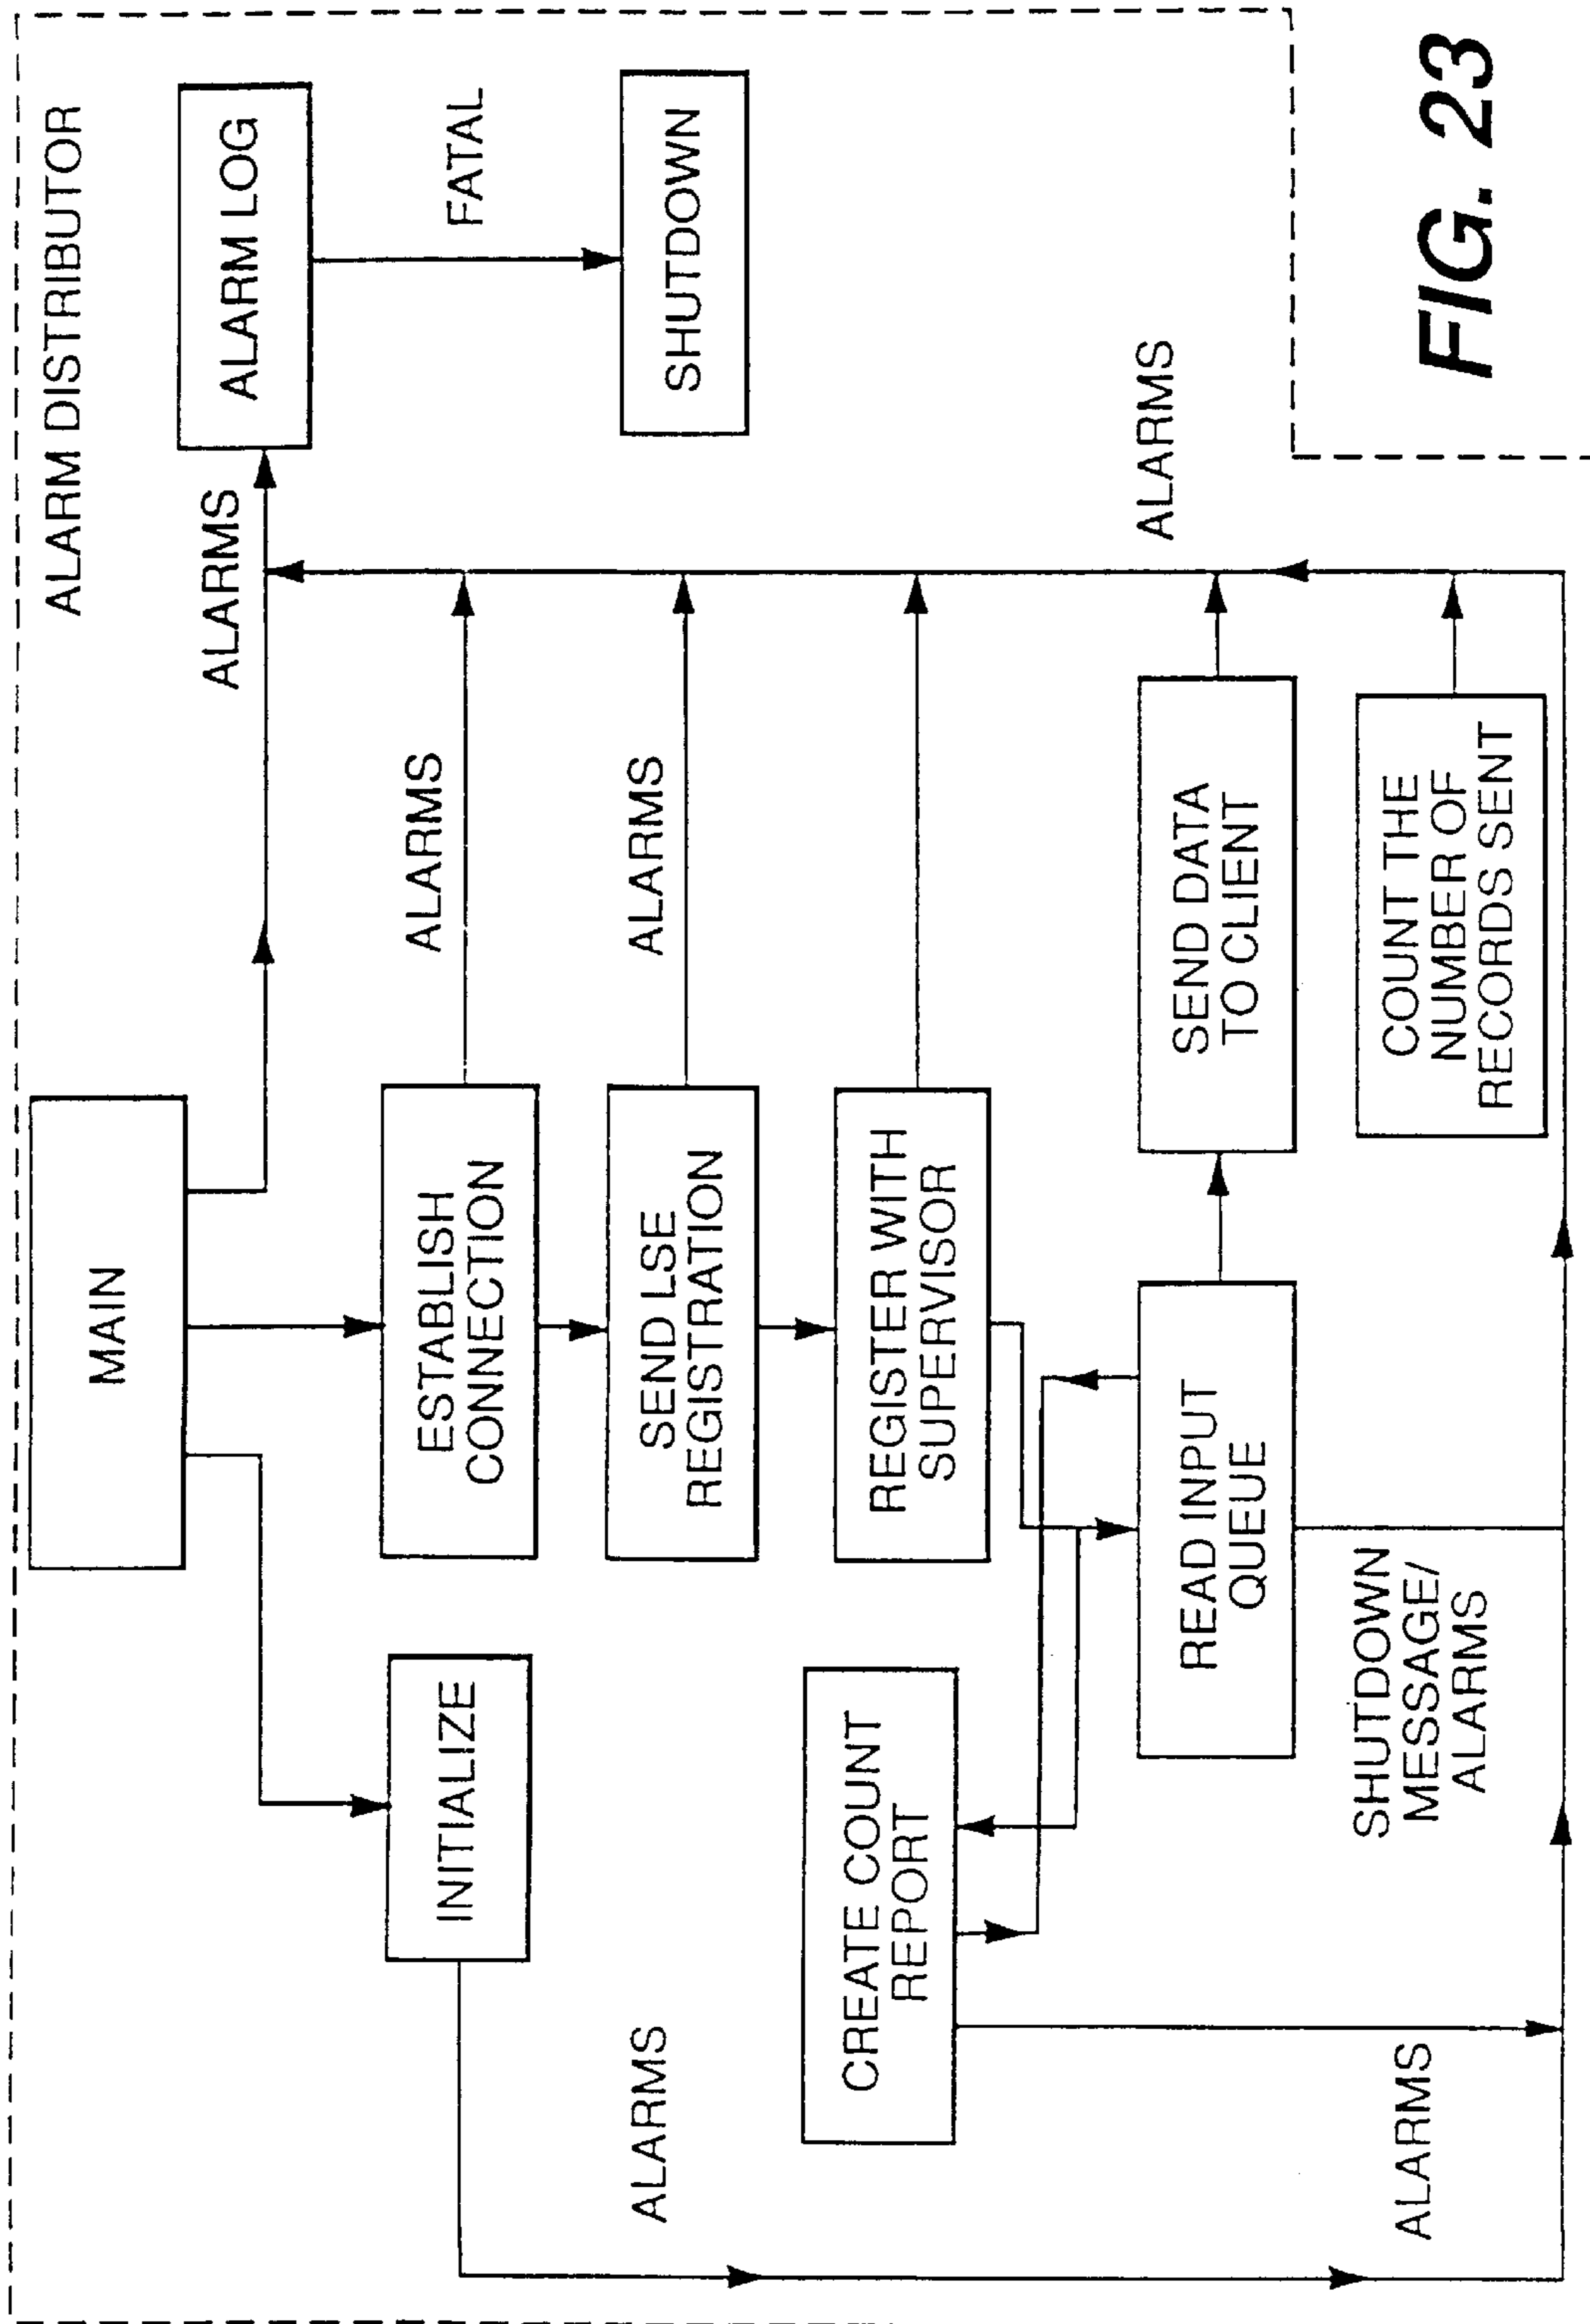 ALARM DISTRIBUTOR
MAIN
ALARMS
ALARM LOG
INITIALIZE
ESTABLISH
CONNECTION
ALARMS
FATAL
ALARMS
SEND LSE
REGISTRATION
ALARMS
SHUTDOWN
CREATE COUNT
REPORT
REGISTER WITH
SUPERVISOR
READ INPUT
QUEUE
SEND DATA
TO CLIENT
ALARMS
ALARMS
SHUTDOWN
MESSAGE/
ALARMS
COUNT THE
NUMBER OF
RECORDS SENT
FIG. 23